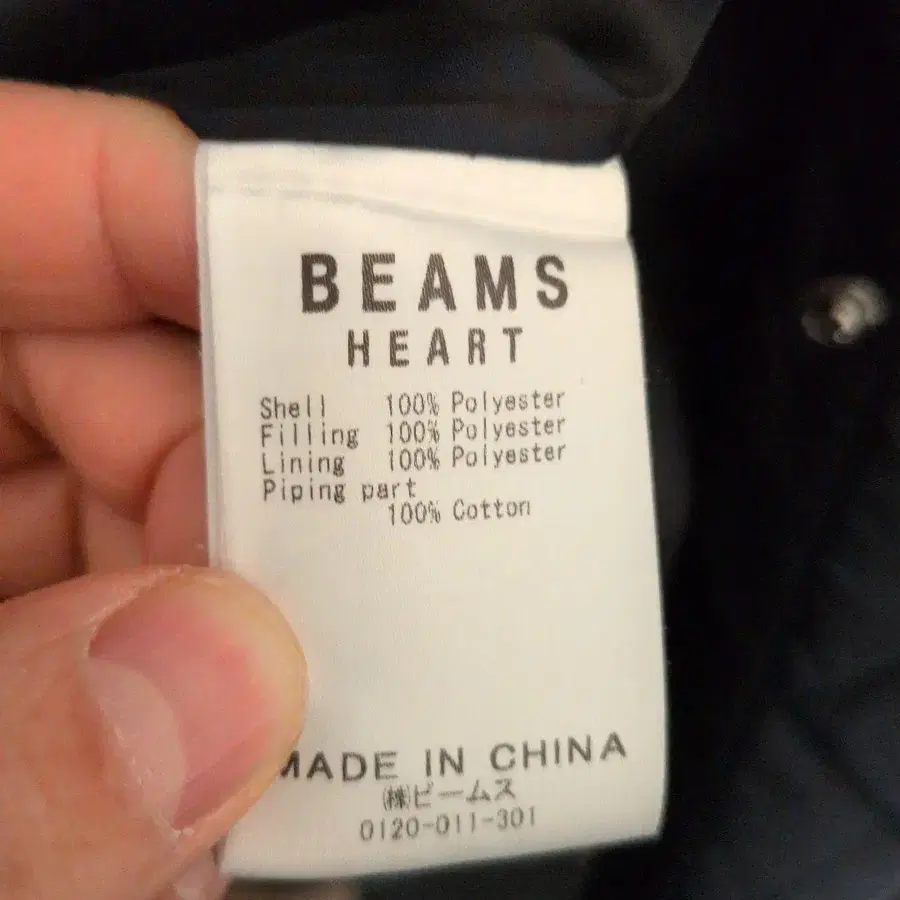 BEAMS
HEART
Shell 100% Polyester
Filling 100% Polyester
Lining 100% Polyester
Piping part
100% Cotton
MADE IN CHINA
㈱ビームス
0120-011-301